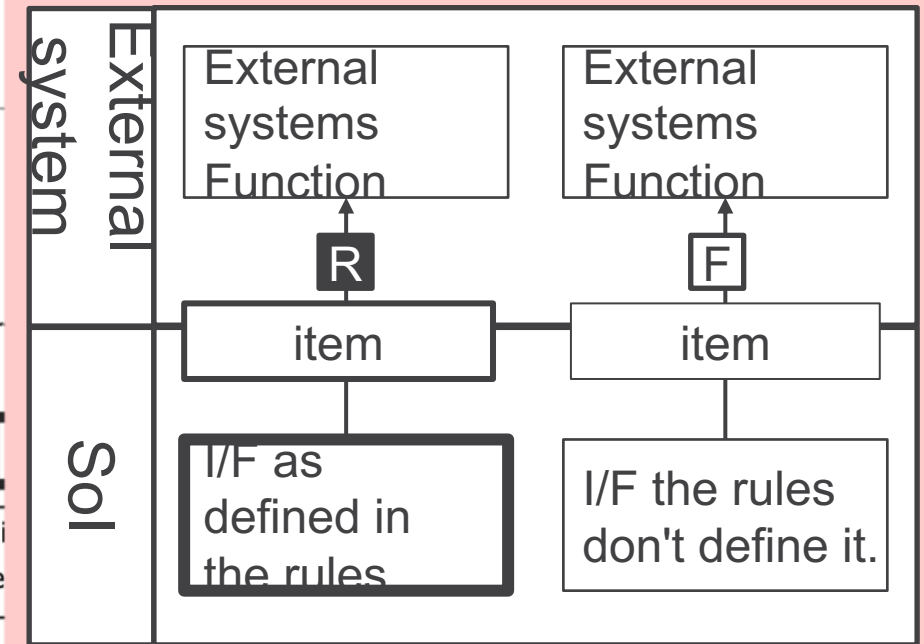 External
system
External
systems
Function
External
systems
Function
R
F
item
item
SoI
I/F as
defined in
the rules
I/F the rules
don't define it.